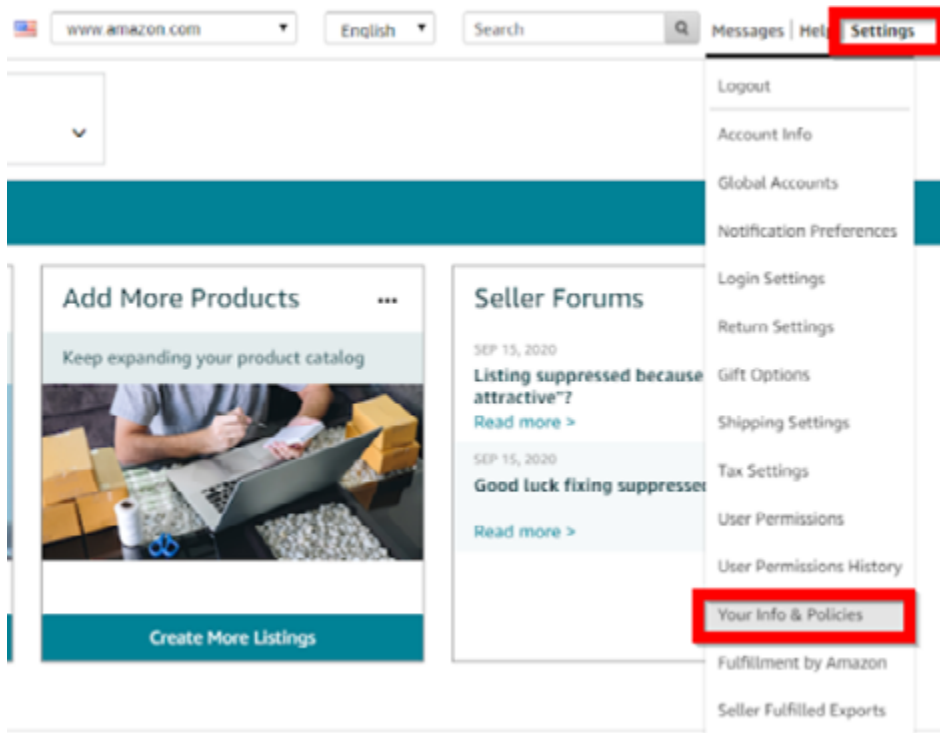 www.amazon.com
English
Search
Messages | Help
Settings
Logout
Account Info
Global Accounts
Notification Preferences
Login Settings
Return Settings
Gift Options
Shipping Settings
Tax Settings
User Permissions
User Permissions History
Your Info & Policies
Fulfillment by Amazon
Seller Fulfilled Exports
Add More Products
Keep expanding your product catalog
Create More Listings
Seller Forums
SEP 15, 2020
Listing suppressed because
attractive"?
Read more >
SEP 15, 2020
Good luck fixing suppressed
Read more >